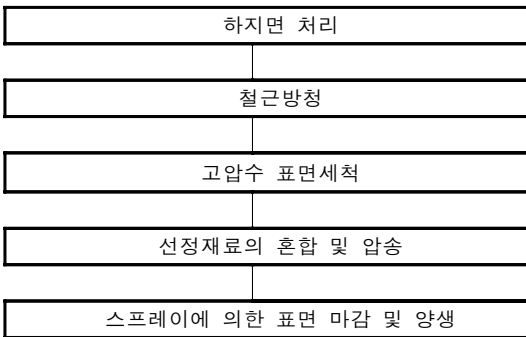 하지면 처리
철근방청
고압수 표면세척
선정재료의 혼합 및 압송
스프레이에 의한 표면 마감 및 양생